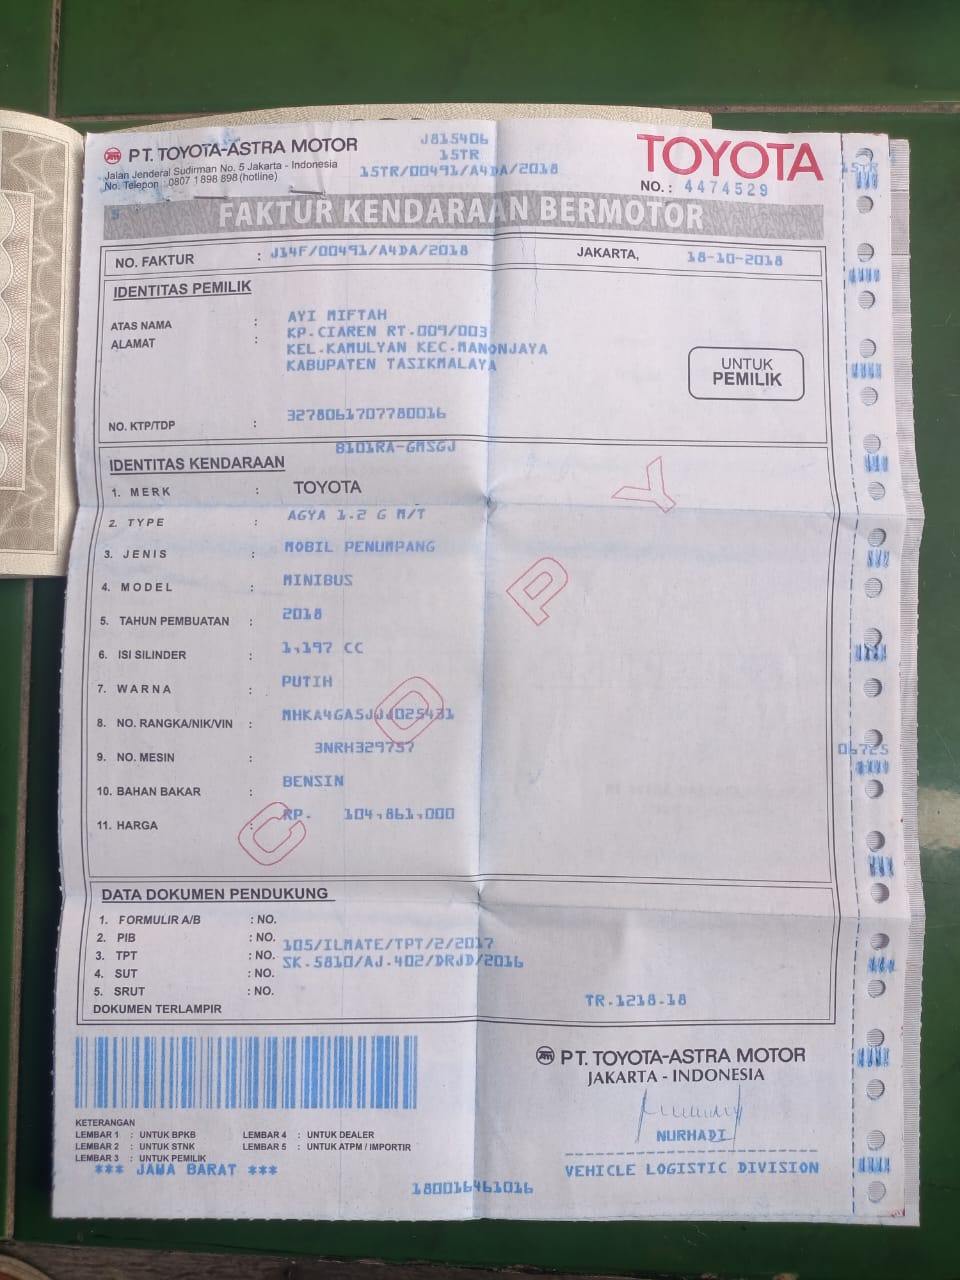 PT. TOYOTA-ASTRA MOTOR
Jalan Jenderal Sudirman No. 5 Jakarta - Indonesia
No. Telepon : 0807 1 898 898 (hotline)
J815406
15TR
15TR/00491/A4DA/2018
TOYOTA
NO. : 4474529
15TR
FAKTUR KENDARAAN BERMOTOR
NO. FAKTUR : J14F/00491/A4DA/2018 JAKARTA, 18-10-2018
IDENTITAS PEMILIK
ATAS NAMA : AYI MIFTAH
ALAMAT : KP.CIAREN RT.009/003
KEL.KAMULYAN KEC.MANONJAYA
KABUPATEN TASIKMALAYA
UNTUK
PEMILIK
NO. KTP/TDP : 3278061707780016
B101RA-GMSGJ
IDENTITAS KENDARAAN
1. MERK : TOYOTA
2. TYPE : AGYA 1.2 G M/T
3. JENIS : MOBIL PENUMPANG
4. MODEL : MINIBUS
5. TAHUN PEMBUATAN : 2018
6. ISI SILINDER : 1,197 CC
7. WARNA : PUTIH
8. NO. RANGKA/NIK/VIN : MHKA4GA5JJJ025431
9. NO. MESIN : 3NRH329757
10. BAHAN BAKAR : BENSIN
11. HARGA : RP. 104,861,000
COPY
06725
DATA DOKUMEN PENDUKUNG
1. FORMULIR A/B : NO.
2. PIB : NO.
3. TPT : NO. 105/ILMATE/TPT/2/2017
4. SUT : NO. SK.5810/AJ.402/DRJD/2016
5. SRUT : NO.
DOKUMEN TERLAMPIR
TR.1218.18
PT. TOYOTA-ASTRA MOTOR
JAKARTA - INDONESIA
NURHADI
VEHICLE LOGISTIC DIVISION
KETERANGAN
LEMBAR 1 : UNTUK BPKB LEMBAR 4 : UNTUK DEALER
LEMBAR 2 : UNTUK STNK LEMBAR 5 : UNTUK ATPM / IMPORTIR
LEMBAR 3 : UNTUK PEMILIK
*** JAWA BARAT ***
180016461016